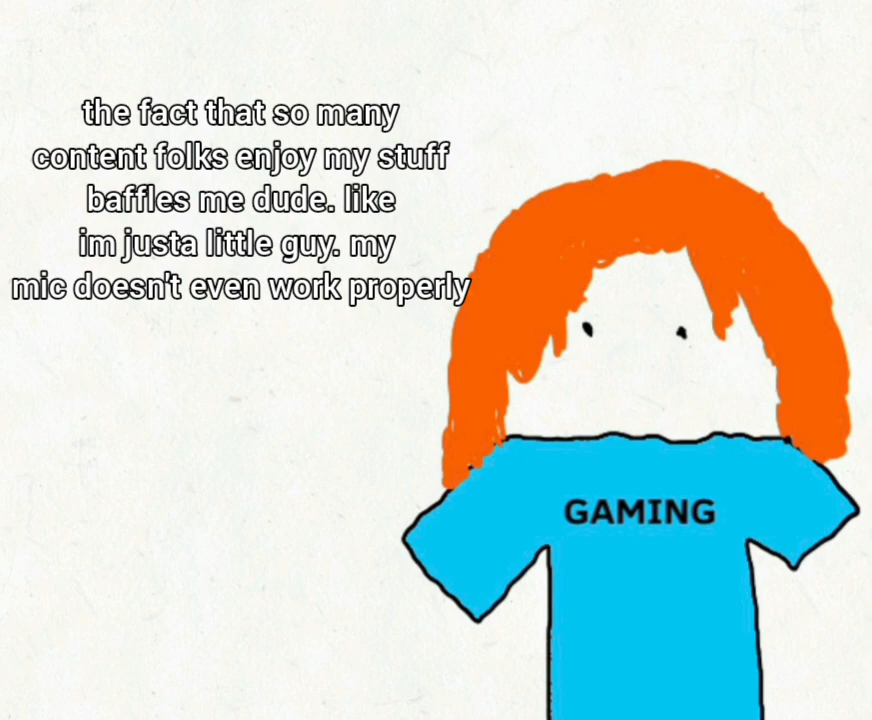 the fact that so many
content folks enjoy my stuff
baffles me dude. like
im justa little guy. my
mic doesn't even work properly
GAMING